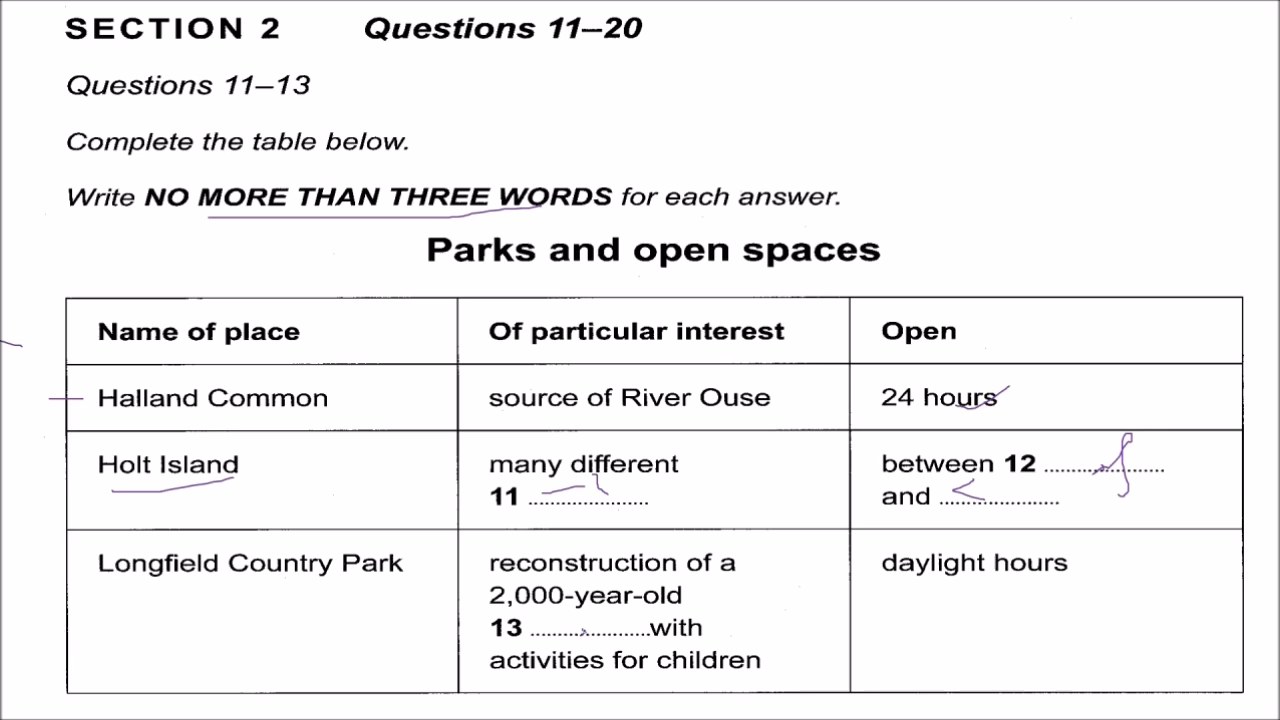 SECTION 2 Questions 11–20
Questions 11–13
Complete the table below.
Write NO MORE THAN THREE WORDS for each answer.
Parks and open spaces
Name of place
Of particular interest
Open
Halland Common
source of River Ouse
24 hours
Holt Island
many different
11 ......................
between 12 ......................
and ......................
Longfield Country Park
reconstruction of a
2,000-year-old
13 ......................with
activities for children
daylight hours